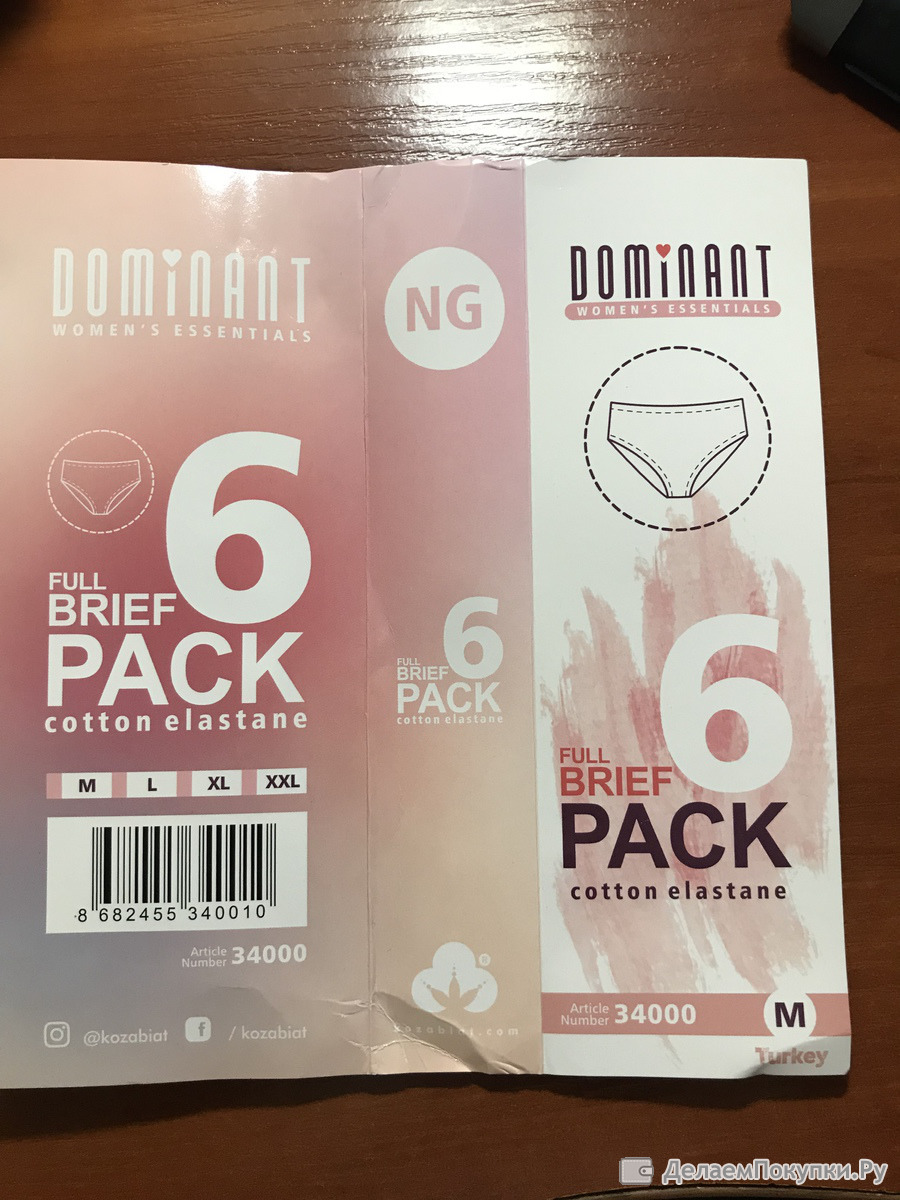 DOMiNANT
WOMEN'S ESSENTIALS
6
FULL
BRIEF
PACK
cotton elastane
M L XL XXL
8 682455 340010
Article
Number 34000
@kozabiat f / kozabiat
NG
6
FULL
BRIEF
PACK
cotton elastane
®
kozabiat.com
DOMiNANT
WOMEN'S ESSENTIALS
6
FULL
BRIEF
PACK
cotton elastane
Article
Number 34000
M
Turkey
ДелаемПокупки.Ру